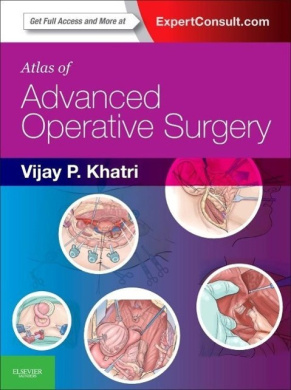 Get Full Access and More at
ExpertConsult.com
Atlas of
Advanced
Operative Surgery
Vijay P. Khatri
ELSEVIER